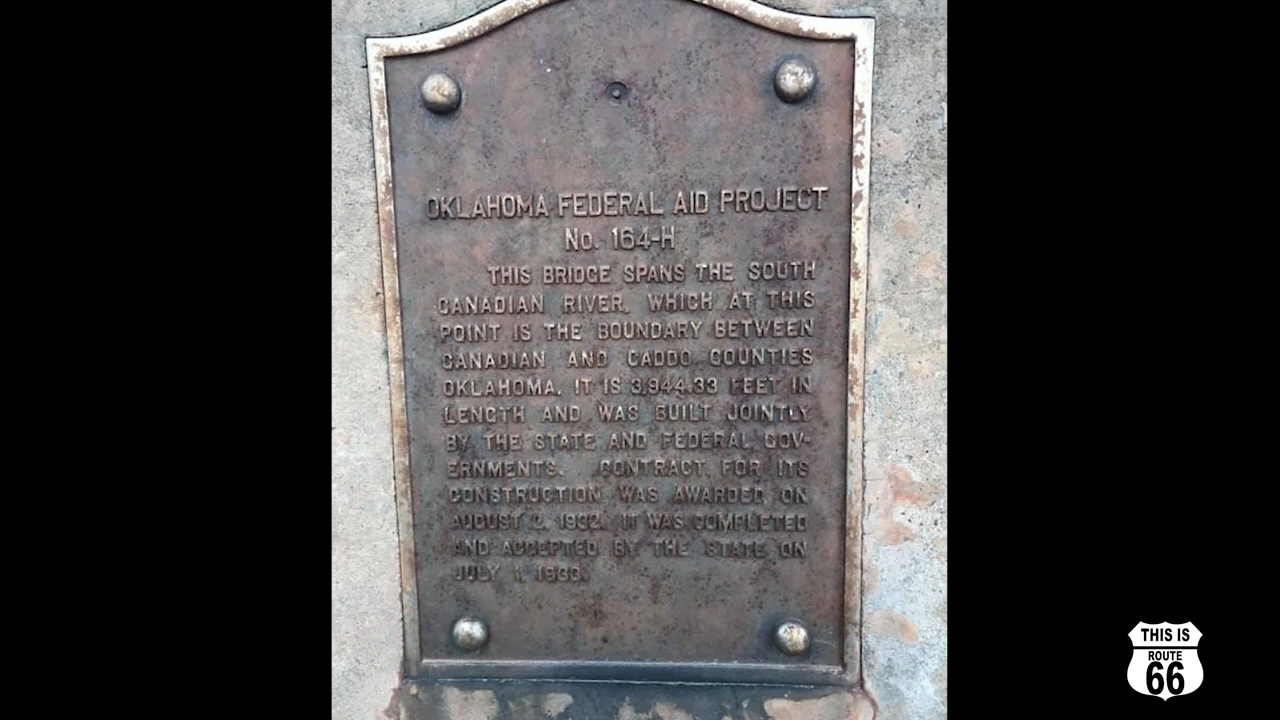 OKLAHOMA FEDERAL AID PROJECT
No. 164-H
THIS BRIDGE SPANS THE SOUTH
CANADIAN RIVER, WHICH AT THIS
POINT IS THE BOUNDARY BETWEEN
CANADIAN AND CADDO COUNTIES
OKLAHOMA. IT IS 3,944.33 FEET IN
LENGTH AND WAS BUILT JOINTLY
BY THE STATE AND FEDERAL GOV-
ERNMENTS. CONTRACT FOR ITS
CONSTRUCTION WAS AWARDED ON
AUGUST 2, 1932. IT WAS COMPLETED
AND ACCEPTED BY THE STATE ON
JULY 1, 1933.
THIS IS
ROUTE
66